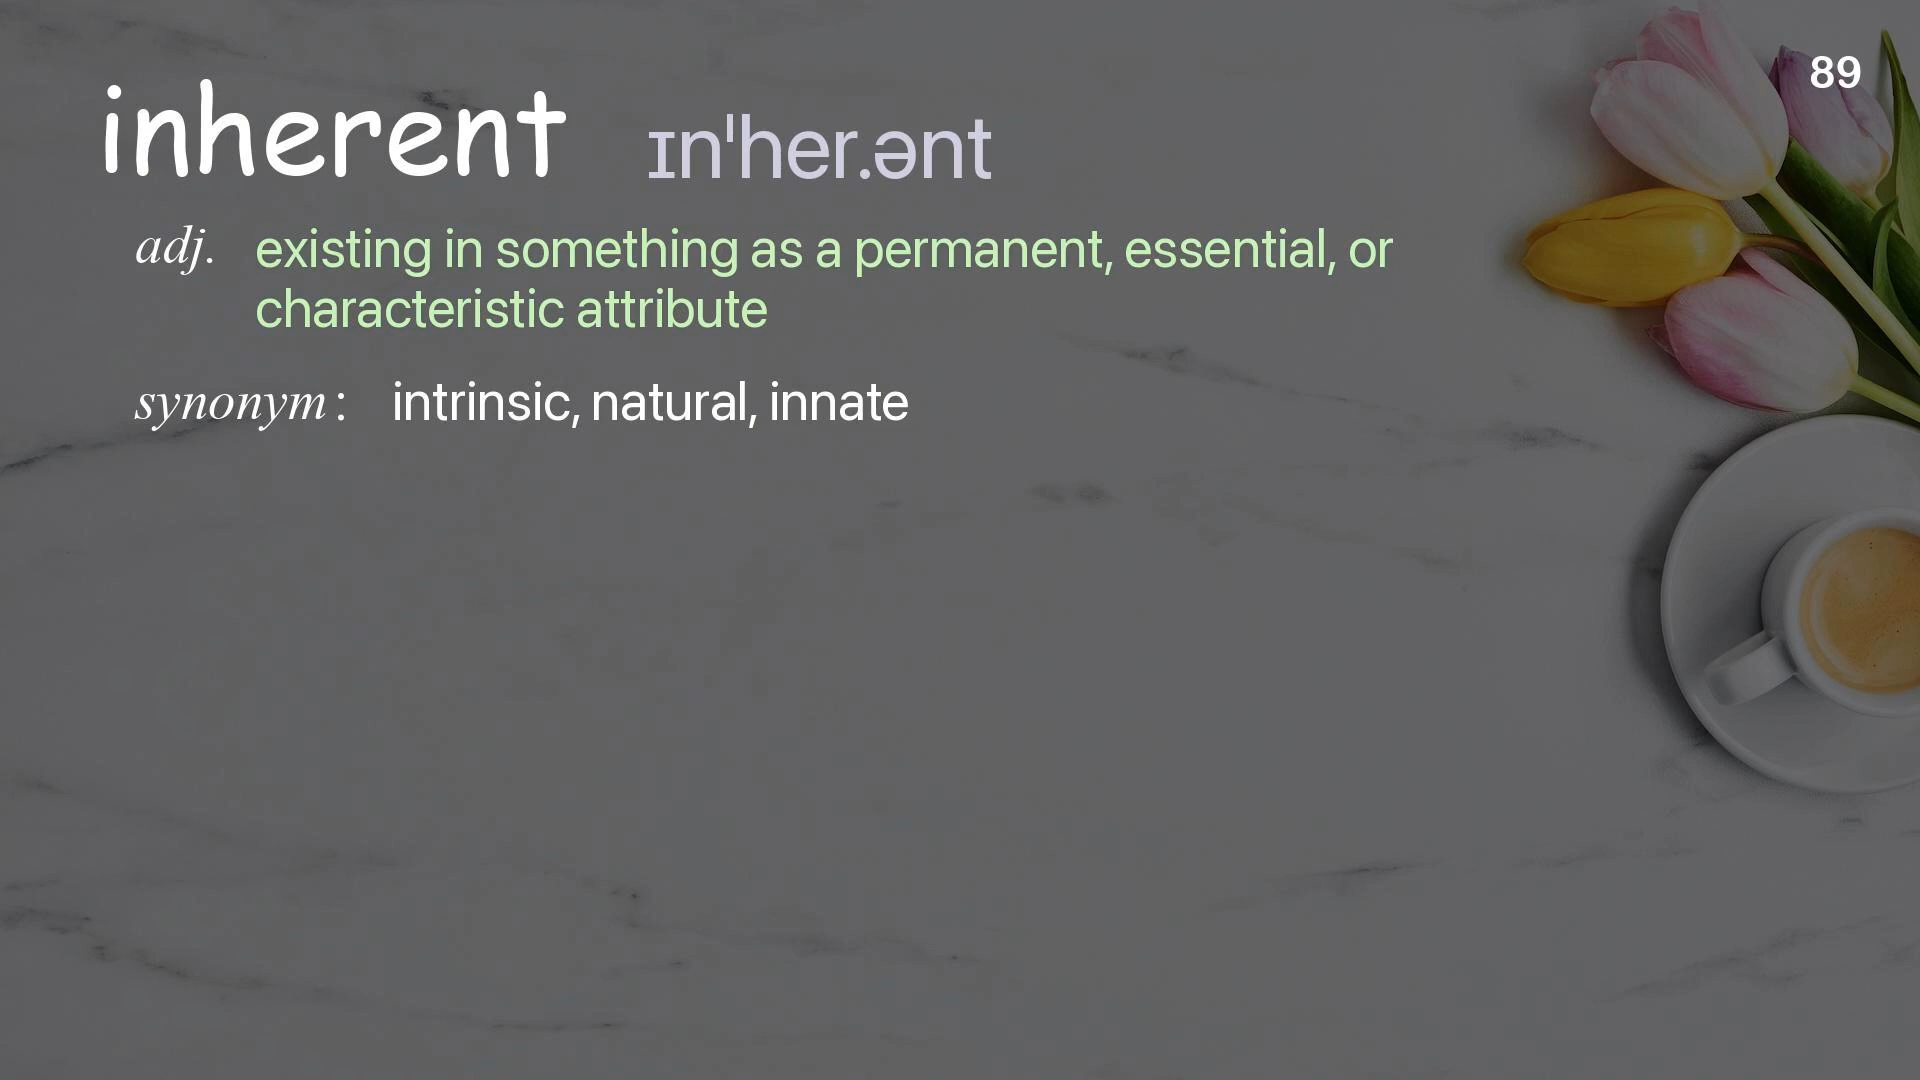 89
inherent ɪnˈher.ənt
adj. existing in something as a permanent, essential, or
characteristic attribute
synonym: intrinsic, natural, innate